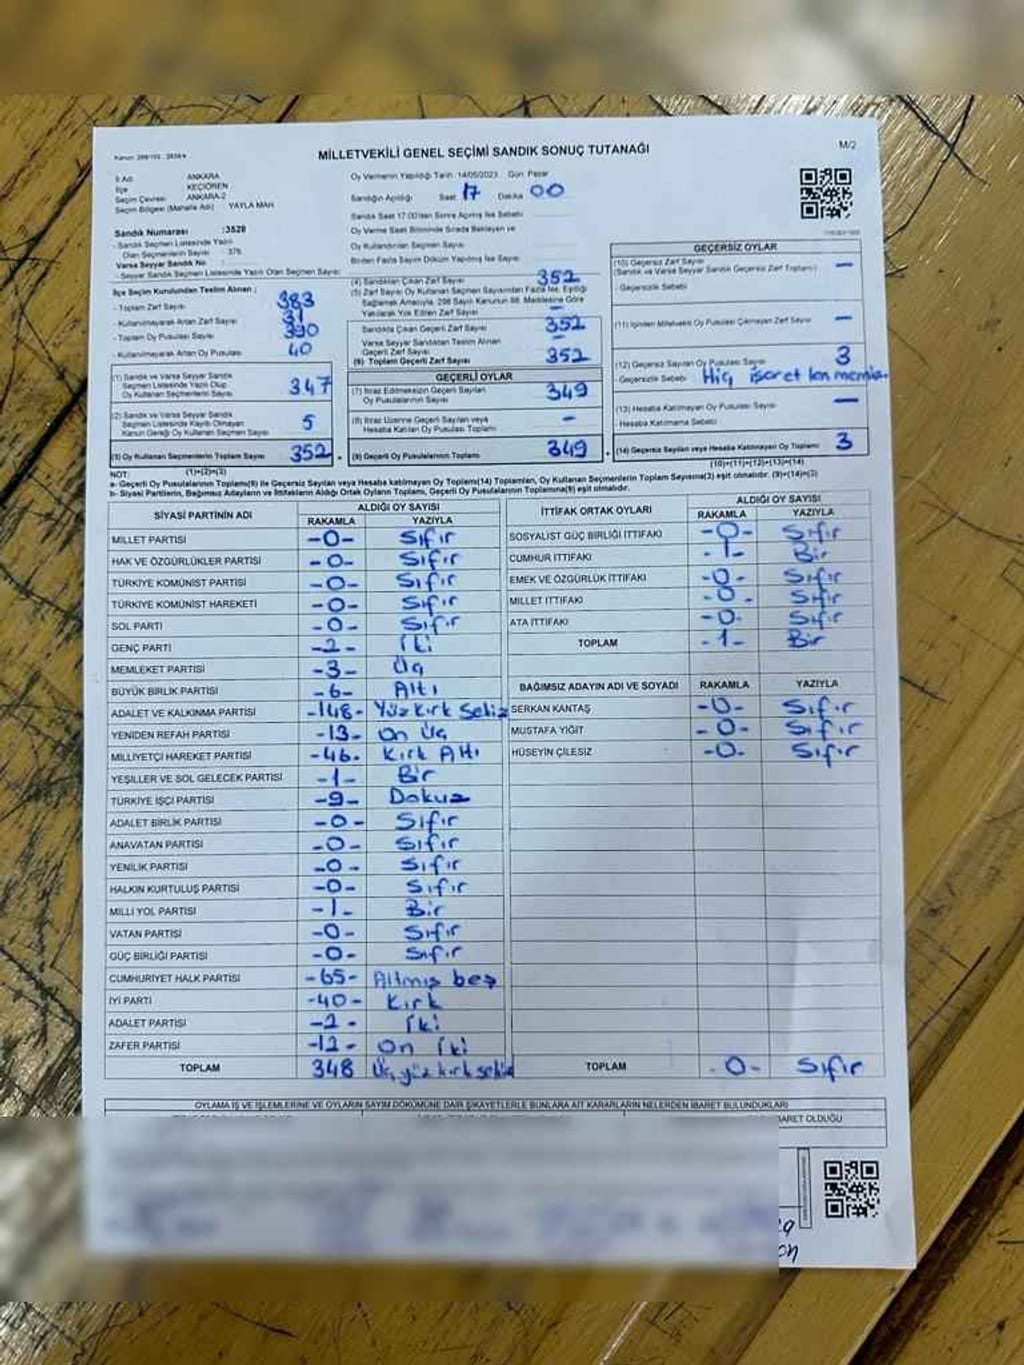 MİLLETVEKİLİ GENEL SEÇİMİ SANDIK SONUÇ TUTANAĞI
M/2
İl Adı : ANKARA
İlçe : KEÇİÖREN
Seçim Çevresi : ANKARA-2
Seçim Bölgesi (Mahalle Adı) : YAYLA MAH
Sandık Numarası :3528
- Sandık Seçmen Listesinde Yazılı
Olan Seçmenlerin Sayısı : 375
Varsa Seyyar Sandık No :
- Seyyar Sandık Seçmen Listesinde Yazılı Olan Seçmen Sayısı:
Oy Vermenin Yapıldığı Tarih: 14/05/2023 Gün: Pazar
Sandığın Açıldığı Saat 17 Dakika 00
Sandık Saat 17.00'den Sonra Açılmış İse Sebebi
Oy Verme Saati Bitiminde Sırada Bekleyen ve
Oy Kullandırılan Seçmen Sayısı
Birden Fazla Sayım Döküm Yapılmış İse Sayısı
İlçe Seçim Kurulundan Teslim Alınan ;
- Toplam Zarf Sayısı 383
- Kullanılmayarak Artan Zarf Sayısı 31
- Toplam Oy Pusulası Sayısı 390
- Kullanılmayarak Artan Oy Pusulası 40
(1) Sandık ve Varsa Seyyar Sandık
Seçmen Listesinde Yazılı Olup
Oy Kullanan Seçmenlerin Sayısı 347
(2) Sandık ve Varsa Seyyar Sandık
Seçmen Listesinde Kayıtlı Olmayan
Kanun Gereği Oy Kullanan Seçmen Sayısı 5
(3) Oy Kullanan Seçmenlerin Toplam Sayısı 352
(1)+(2)=(3)
(4) Sandıktan Çıkan Zarf Sayısı 352
(5) Zarf Sayısı Oy Kullanan Seçmen Sayısından Fazla İse, Eşitliği
Sağlamak Amacıyla, 298 Sayılı Kanunun 98. Maddesine Göre
Yakılarak Yok Edilen Zarf Sayısı –
Sandıkta Çıkan Geçerli Zarf Sayısı 352
Varsa Seyyar Sandıktan Teslim Alınan
Geçerli Zarf Sayısı –
(6) Toplam Geçerli Zarf Sayısı 352
GEÇERLİ OYLAR
(7) İtiraz Edilmeksizin Geçerli Sayılan
Oy Pusulalarının Sayısı 349
(8) İtiraz Üzerine Geçerli Sayılan veya
Hesaba Katılan Oy Pusulası Toplamı –
(9) Geçerli Oy Pusulalarının Toplamı 349
GEÇERSİZ OYLAR
(10) Geçersiz Zarf Sayısı –
(Sandık ve Varsa Seyyar Sandık Geçersiz Zarf Toplamı)
- Geçersizlik Sebebi
(11) İçinden Milletvekili Oy Pusulası Çıkmayan Zarf Sayısı –
(12) Geçersiz Sayılan Oy Pusulası Sayısı 3
- Geçersizlik Sebebi Hiç işaretlenmemiş
(13) Hesaba Katılmayan Oy Pusulası Sayısı –
- Hesaba Katılmama Sebebi
(14) Geçersiz Sayılan veya Hesaba Katılmayan Oy Toplamı 3
(10)+(11)+(12)+(13)=(14)
NOT:
a- Geçerli Oy Pusulalarının Toplamı(9) ile Geçersiz Sayılan veya Hesaba Katılmayan Oy Toplamı(14) Toplamları, Oy Kullanan Seçmenlerin Toplam Sayısına(3) eşit olmalıdır. (9)+(14)=(3)
b- Siyasi Partilerin, Bağımsız Adayların ve İttifakların Aldığı Ortak Oyların Toplamı, Geçerli Oy Pusulalarının Toplamına(9) eşit olmalıdır.
SİYASİ PARTİNİN ADI ALDIĞI OY SAYISI
RAKAMLA YAZIYLA
MİLLET PARTİSİ -0- Sıfır
HAK VE ÖZGÜRLÜKLER PARTİSİ -0- Sıfır
TÜRKİYE KOMÜNİST PARTİSİ -0- Sıfır
TÜRKİYE KOMÜNİST HAREKETİ -0- Sıfır
SOL PARTİ -0- Sıfır
GENÇ PARTİ -2- İki
MEMLEKET PARTİSİ -3- Üç
BÜYÜK BİRLİK PARTİSİ -6- Altı
ADALET VE KALKINMA PARTİSİ -148- Yüz kırk sekiz
YENİDEN REFAH PARTİSİ -13- On Üç
MİLLİYETÇİ HAREKET PARTİSİ -46- Kırk Altı
YEŞİLLER VE SOL GELECEK PARTİSİ -1- Bir
TÜRKİYE İŞÇİ PARTİSİ -9- Dokuz
ADALET BİRLİK PARTİSİ -0- Sıfır
ANAVATAN PARTİSİ -0- Sıfır
YENİLİK PARTİSİ -0- Sıfır
HALKIN KURTULUŞ PARTİSİ -0- Sıfır
MİLLİ YOL PARTİSİ -1- Bir
VATAN PARTİSİ -0- Sıfır
GÜÇ BİRLİĞİ PARTİSİ -0- Sıfır
CUMHURİYET HALK PARTİSİ -65- Altmış beş
İYİ PARTİ -40- Kırk
ADALET PARTİSİ -2- İki
ZAFER PARTİSİ -12- On İki
TOPLAM 348 Üç yüz kırk sekiz
İTTİFAK ORTAK OYLARI ALDIĞI OY SAYISI
RAKAMLA YAZIYLA
SOSYALİST GÜÇ BİRLİĞİ İTTİFAKI -0- Sıfır
CUMHUR İTTİFAKI -1- Bir
EMEK VE ÖZGÜRLÜK İTTİFAKI -0- Sıfır
MİLLET İTTİFAKI -0- Sıfır
ATA İTTİFAKI -0- Sıfır
TOPLAM -1- Bir
BAĞIMSIZ ADAYIN ADI VE SOYADI RAKAMLA YAZIYLA
SERKAN KANTAŞ -0- Sıfır
MUSTAFA YİĞİT -0- Sıfır
HÜSEYİN ÇİLESİZ -0- Sıfır
TOPLAM -0- Sıfır
OYLAMA İŞ VE İŞLEMLERİNE VE OYLARIN SAYIM DÖKÜMÜNE DAİR ŞİKAYETLERLE BUNLARA AİT KARARLARIN NELERDEN İBARET BULUNDUKLARI
BARET OLDUĞU